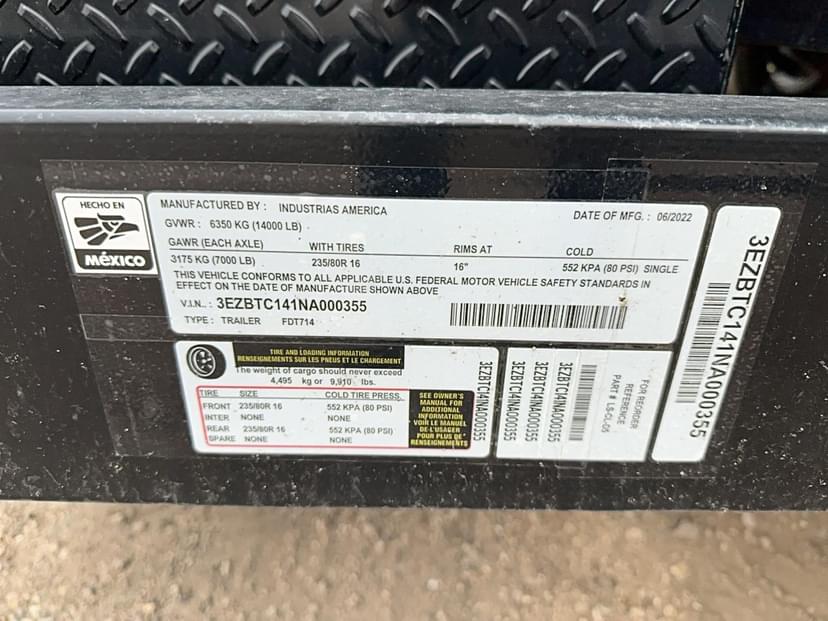 HECHO EN
MÉXICO
MANUFACTURED BY : INDUSTRIAS AMERICA
DATE OF MFG. : 06/2022
GVWR : 6350 KG (14000 LB)
GAWR (EACH AXLE) WITH TIRES RIMS AT COLD
3175 KG (7000 LB) 235/80R 16 16" 552 KPA (80 PSI) SINGLE
THIS VEHICLE CONFORMS TO ALL APPLICABLE U.S. FEDERAL MOTOR VEHICLE SAFETY STANDARDS IN
EFFECT ON THE DATE OF MANUFACTURE SHOWN ABOVE
V.I.N.: 3EZBTC141NA000355
TYPE : TRAILER FDT714
TIRE AND LOADING INFORMATION
RENSEIGNEMENTS SUR LES PNEUS ET LE CHARGEMENT
The weight of cargo should never exceed
4,495 kg or 9,910 lbs.
TIRE SIZE COLD TIRE PRESS.
FRONT 235/80R 16 552 KPA (80 PSI)
INTER NONE NONE
REAR 235/80R 16 552 KPA (80 PSI)
SPARE NONE NONE
SEE OWNER'S
MANUAL FOR
ADDITIONAL
INFORMATION
VOIR LE MANUEL
DE L'USAGER
POUR PLUS DE
RENSEIGNEMENTS
3EZBTC141NA000355
3EZBTC141NA000355
3EZBTC141NA000355
3EZBTC141NA000355
FOR REORDER
REFERENCE
PART # LS-DL-05
3EZBTC141NA000355